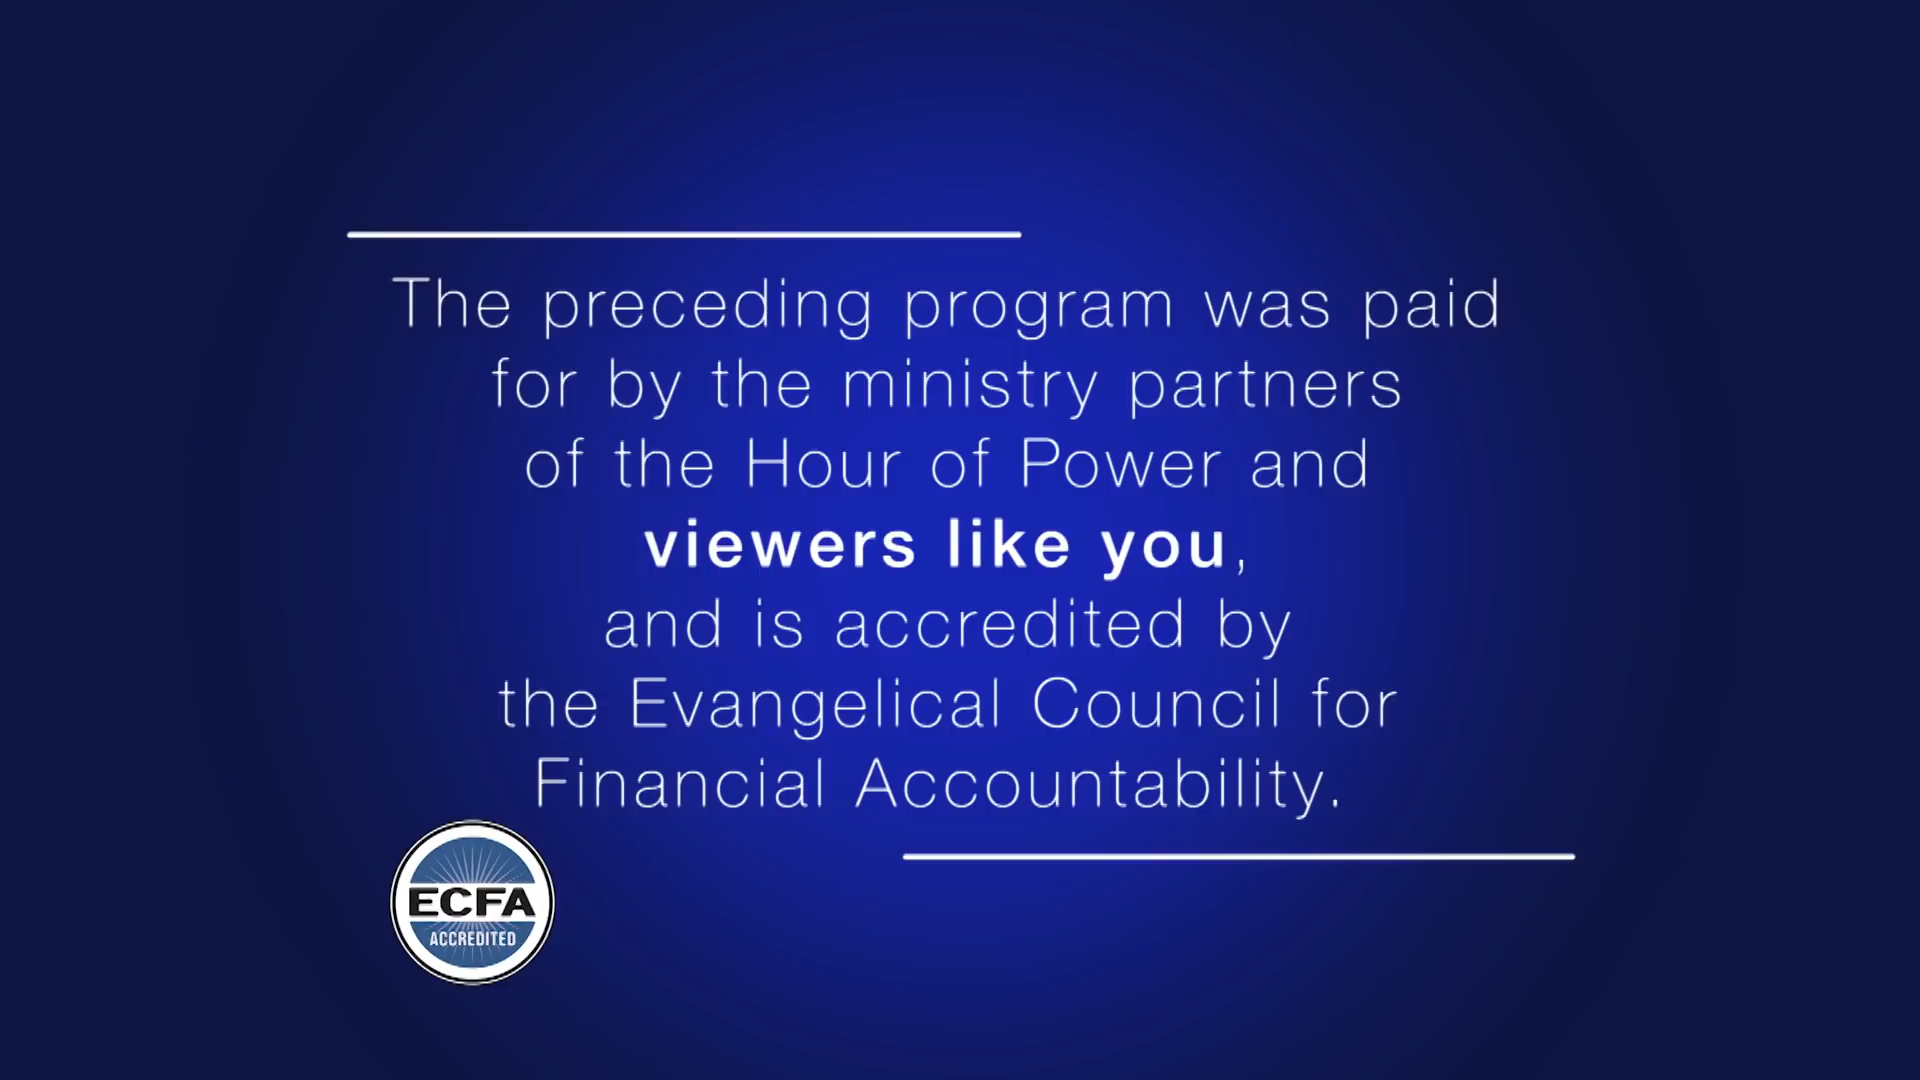 The preceding program was paid
for by the ministry partners
of the Hour of Power and
viewers like you,
and is accredited by
the Evangelical Council for
Financial Accountability.
ECFA
ACCREDITED